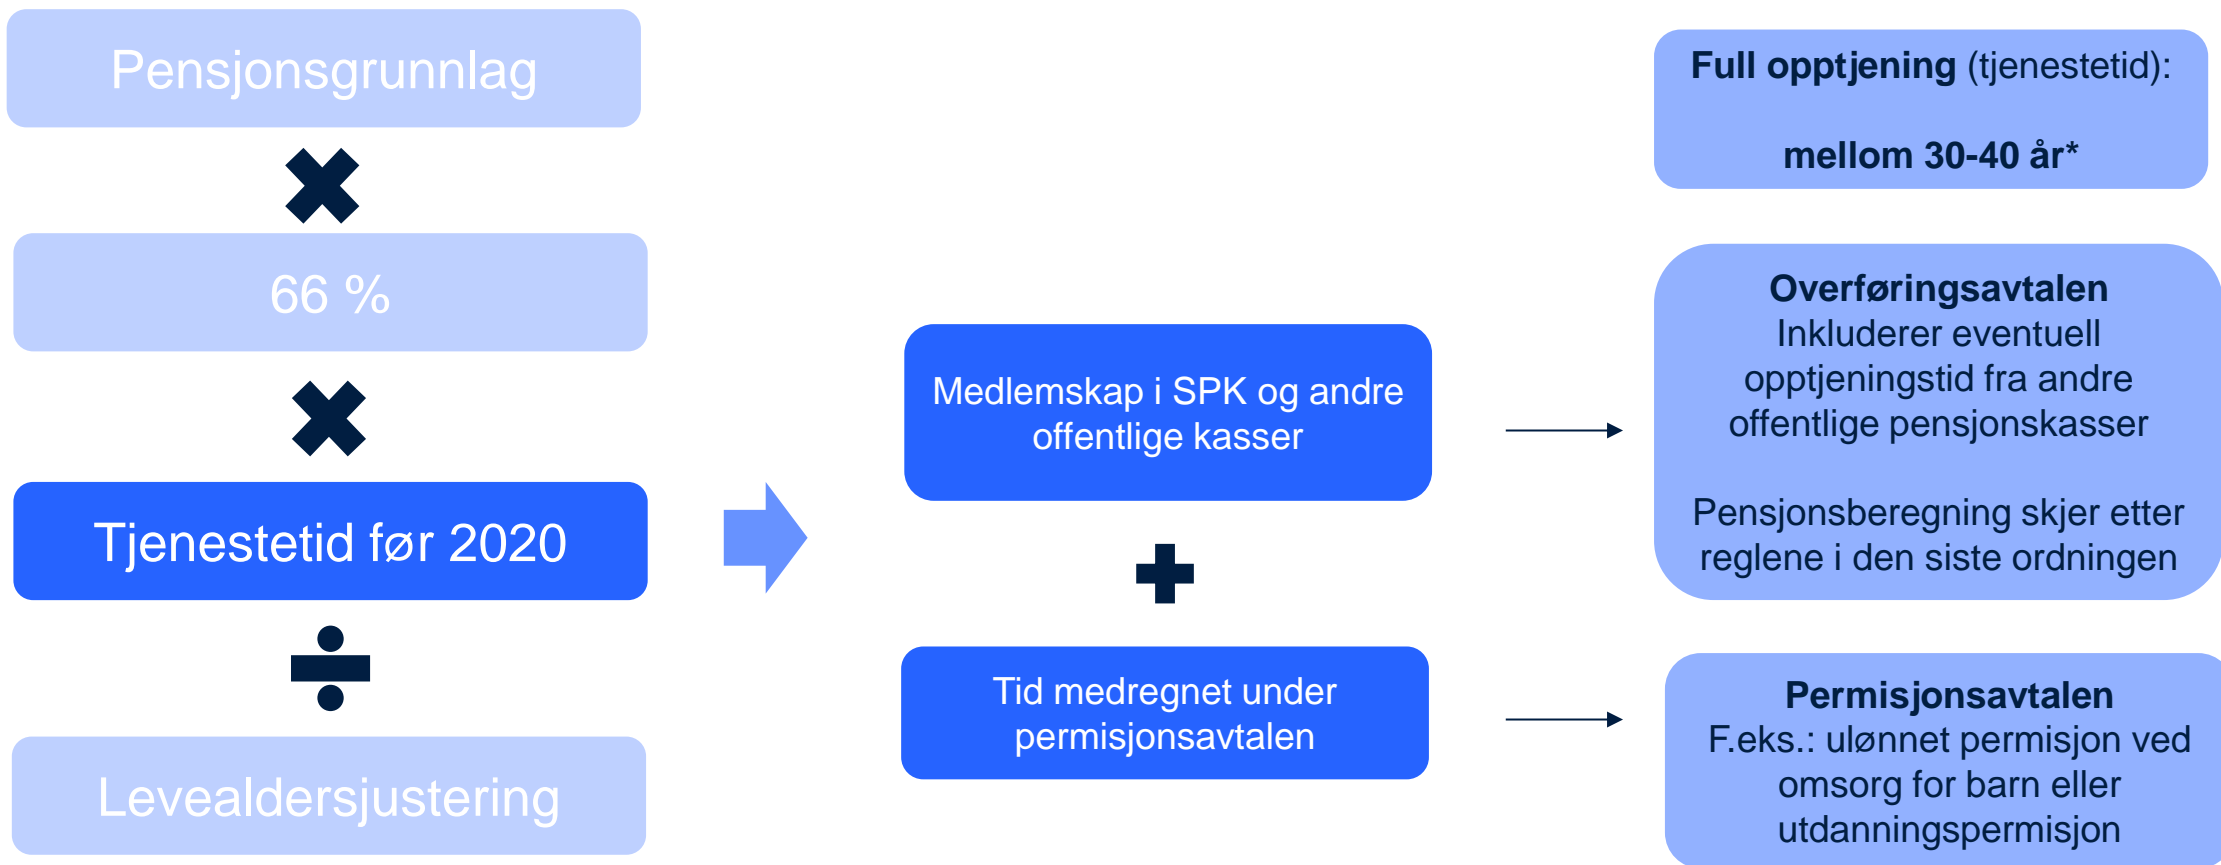 Pensjonsgrunnlag
66 %
Tjenestetid før 2020
Levealdersjustering
Medlemskap i SPK og andre
offentlige kasser
Tid medregnet under
permisjonsavtalen
Full opptjening (tjenestetid):
mellom 30-40 år*
Overføringsavtalen
Inkluderer eventuell
opptjeningstid fra andre
offentlige pensjonskasser
Pensjonsberegning skjer etter
reglene i den siste ordningen
Permisjonsavtalen
F.eks.: ulønnet permisjon ved
omsorg for barn eller
utdanningspermisjon